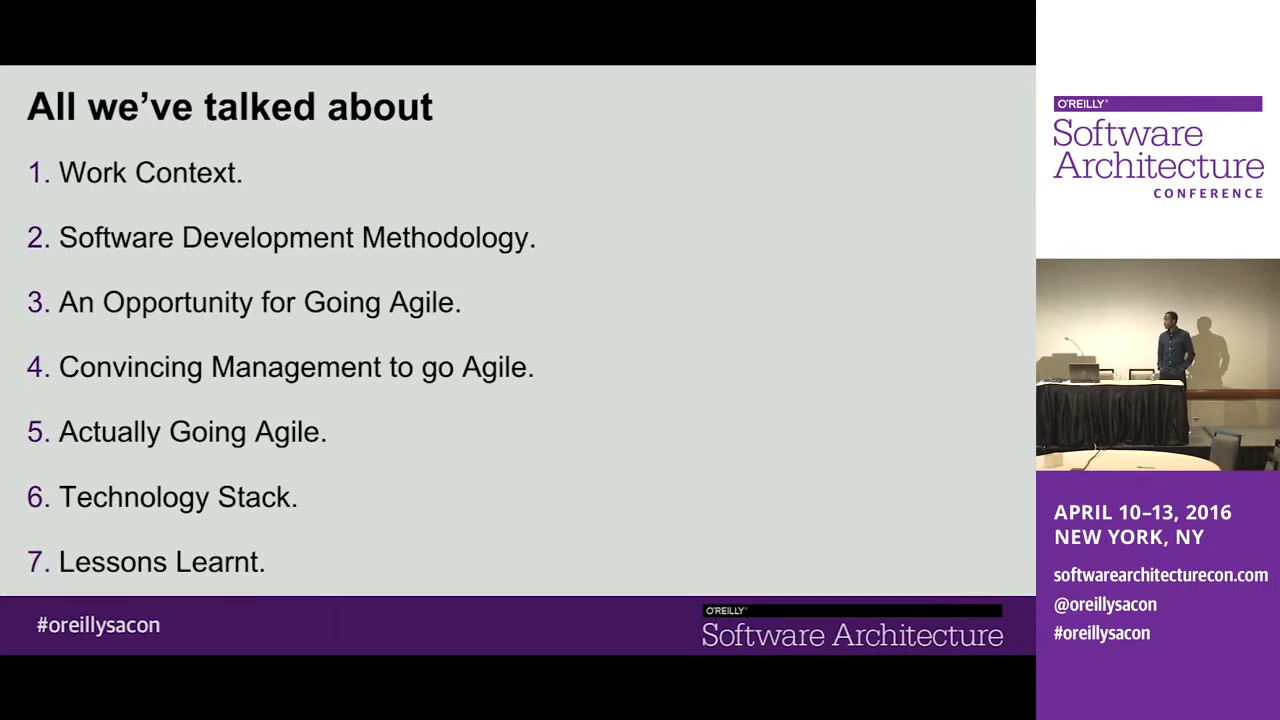 All we've talked about
1. Work Context.
2. Software Development Methodology.
3. An Opportunity for Going Agile.
4. Convincing Management to go Agile.
5. Actually Going Agile.
6. Technology Stack.
7. Lessons Learnt.
#oreillysacon
O'REILLY®
Software Architecture
O'REILLY®
Software
Architecture
CONFERENCE
APRIL 10–13, 2016
NEW YORK, NY
softwarearchitecturecon.com
@oreillysacon
#oreillysacon